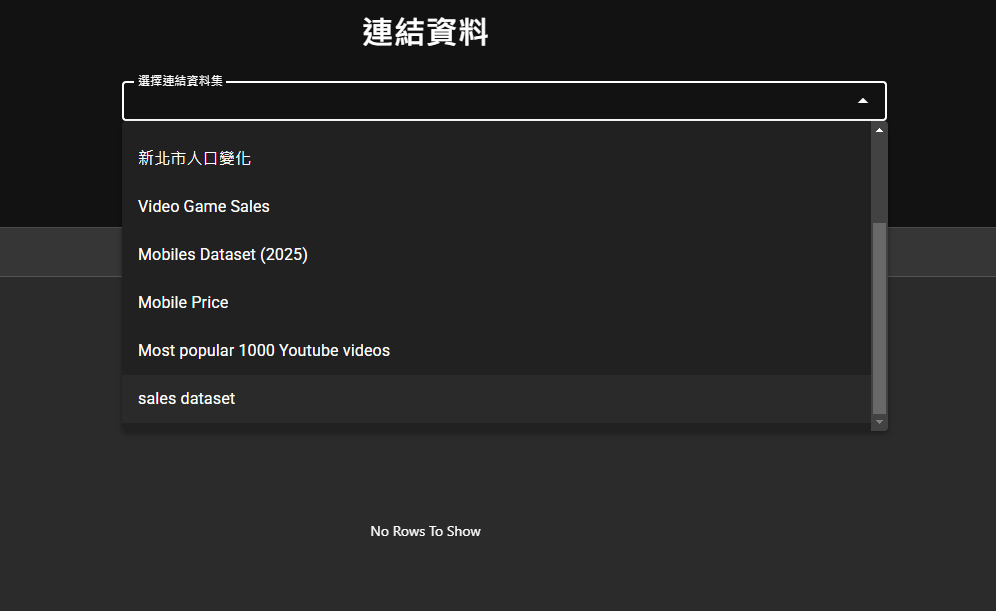 連結資料
選擇連結資料集
新北市人口變化
Video Game Sales
Mobiles Dataset (2025)
Mobile Price
Most popular 1000 Youtube videos
sales dataset
No Rows To Show